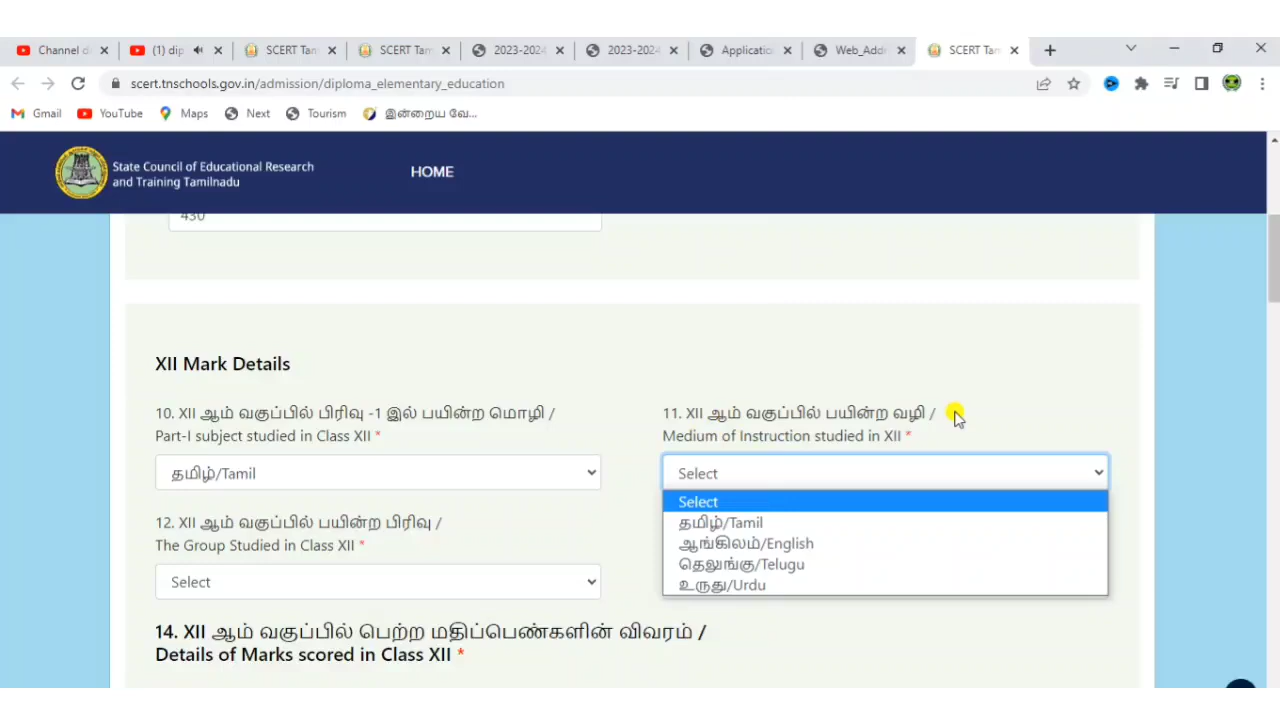 Channel d
(1) dip
SCERT Tam
SCERT Tam
2023-2024
2023-2024
Applicatio
Web_Addr
SCERT Tam
scert.tnschools.gov.in/admission/diploma_elementary_education
Gmail
YouTube
Maps
Next
Tourism
இன்றைய வே...
State Council of Educational Research
and Training Tamilnadu
HOME
430
XII Mark Details
10. XII ஆம் வகுப்பில் பிரிவு -1 இல் பயின்ற மொழி /
Part-I subject studied in Class XII *
தமிழ்/Tamil
11. XII ஆம் வகுப்பில் பயின்ற வழி /
Medium of Instruction studied in XII *
Select
Select
தமிழ்/Tamil
ஆங்கிலம்/English
தெலுங்கு/Telugu
உருது/Urdu
12. XII ஆம் வகுப்பில் பயின்ற பிரிவு /
The Group Studied in Class XII *
Select
14. XII ஆம் வகுப்பில் பெற்ற மதிப்பெண்களின் விவரம் /
Details of Marks scored in Class XII *